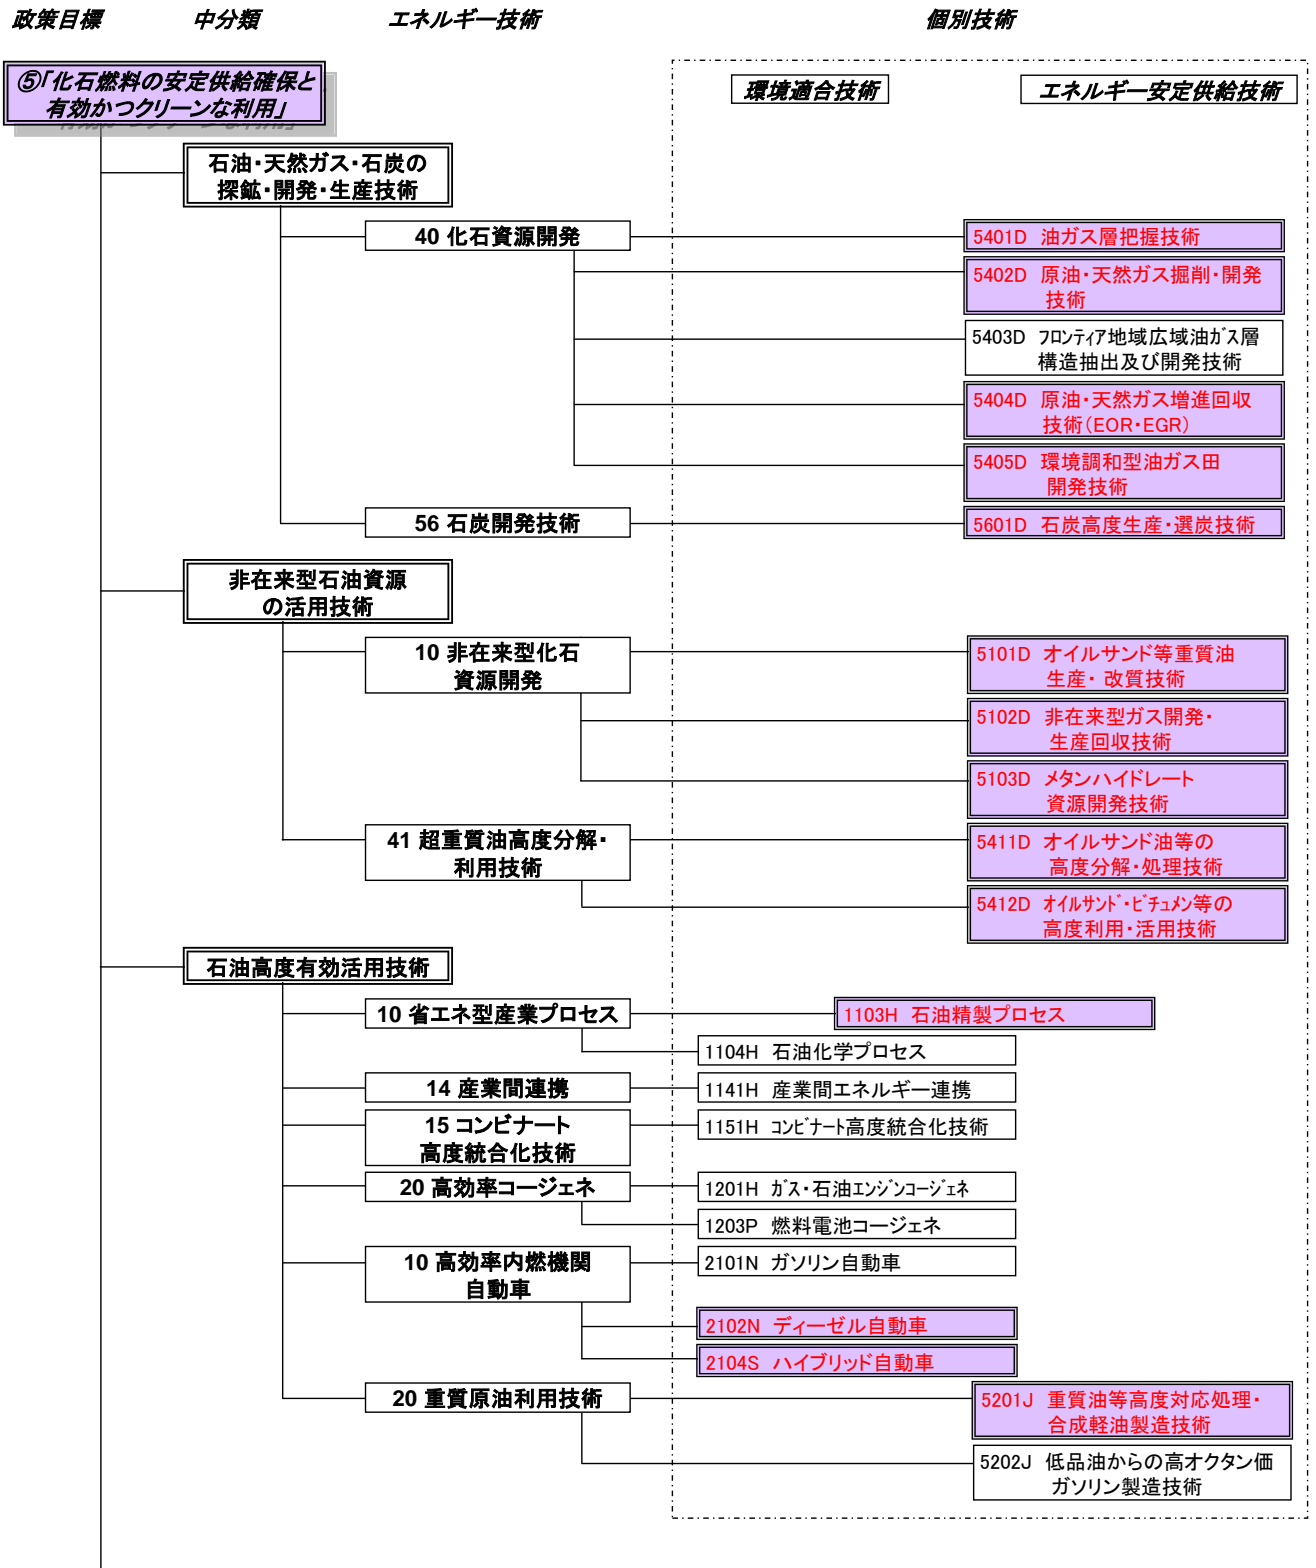 政策目標 中分類 エネルギー技術 個別技術
⑤「化石燃料の安定供給確保と
有効かつクリーンな利用」
環境適合技術 エネルギー安定供給技術
石油・天然ガス・石炭の
探鉱・開発・生産技術
40 化石資源開発
5401D 油ガス層把握技術
5402D 原油・天然ガス掘削・開発
技術
5403D フロンティア地域広域油ガス層
構造抽出及び開発技術
5404D 原油・天然ガス増進回収
技術（EOR・EGR）
5405D 環境調和型油ガス田
開発技術
56 石炭開発技術
5601D 石炭高度生産・選炭技術
非在来型石油資源
の活用技術
10 非在来型化石
資源開発
5101D オイルサンド等重質油
生産・ 改質技術
5102D 非在来型ガス開発・
生産回収技術
5103D メタンハイドレート
資源開発技術
41 超重質油高度分解・
利用技術
5411D オイルサンド油等の
高度分解・処理技術
5412D オイルサンド・ビチュメン等の
高度利用・活用技術
石油高度有効活用技術
10 省エネ型産業プロセス
1103H 石油精製プロセス
1104H 石油化学プロセス
14 産業間連携
1141H 産業間エネルギー連携
15 コンビナート
高度統合化技術
1151H コンビナート高度統合化技術
20 高効率コージェネ
1201H ガス・石油エンジンコージェネ
1203P 燃料電池コージェネ
10 高効率内燃機関
自動車
2101N ガソリン自動車
2102N ディーゼル自動車
2104S ハイブリッド自動車
20 重質原油利用技術
5201J 重質油等高度対応処理・
合成軽油製造技術
5202J 低品油からの高オクタン価
ガソリン製造技術